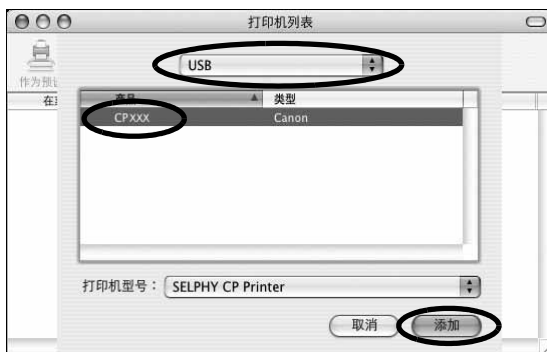 打印机列表
USB
作为预设
在
产品 类型
CPXXX Canon
打印机型号： SELPHY CP Printer
取消 添加